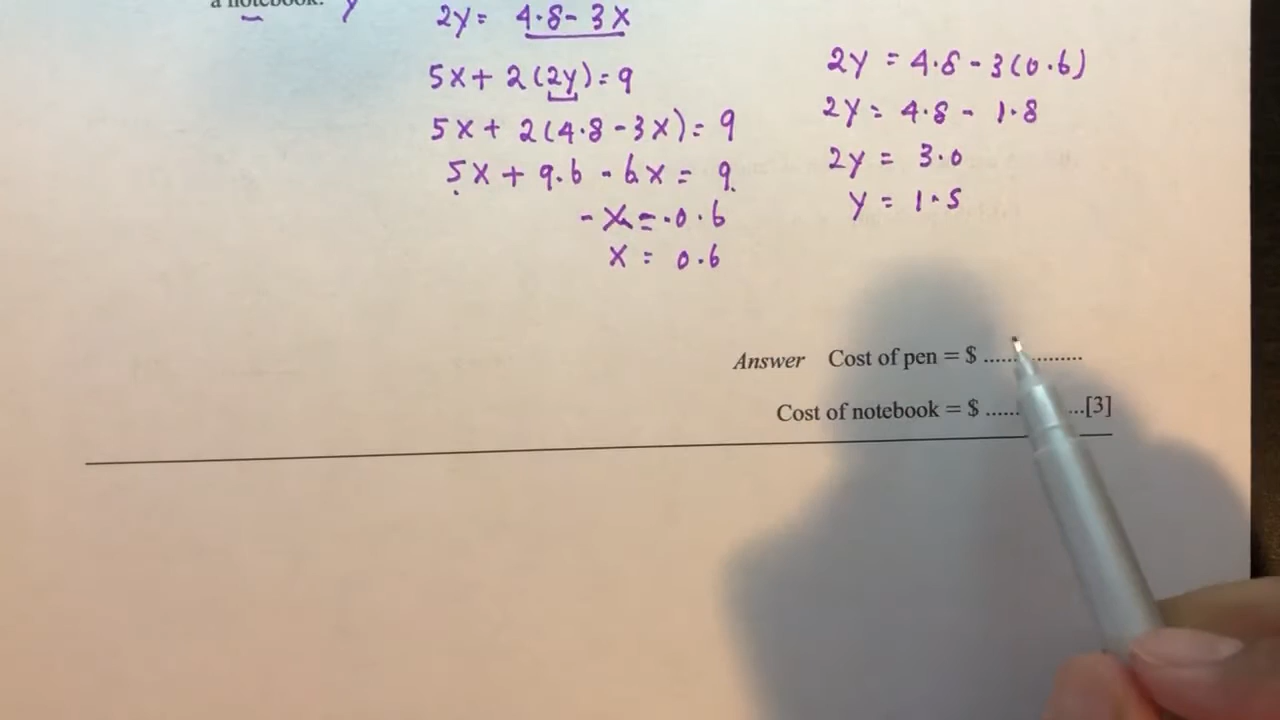 a notebook. y
2y = 4.8 - 3x
5x + 2(2y) = 9
5x + 2(4.8 - 3x) = 9
5x + 9.6 - 6x = 9
-x = -0.6
x = 0.6
2y = 4.8 - 3(0.6)
2y = 4.8 - 1.8
2y = 3.0
y = 1.5
Answer Cost of pen = $ ................
Cost of notebook = $ ......   ...[3]